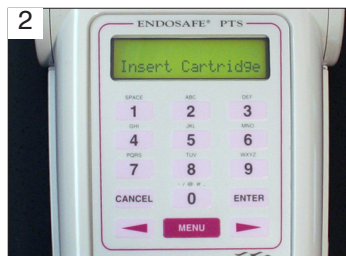 2
ENDOSAFE® PTS
Insert Cartridge
SPACE ABC DEF
1 2 3
GHI JKL MNO
4 5 6
PQRS TUV WXYZ
7 8 9
CANCEL 0 ENTER
MENU